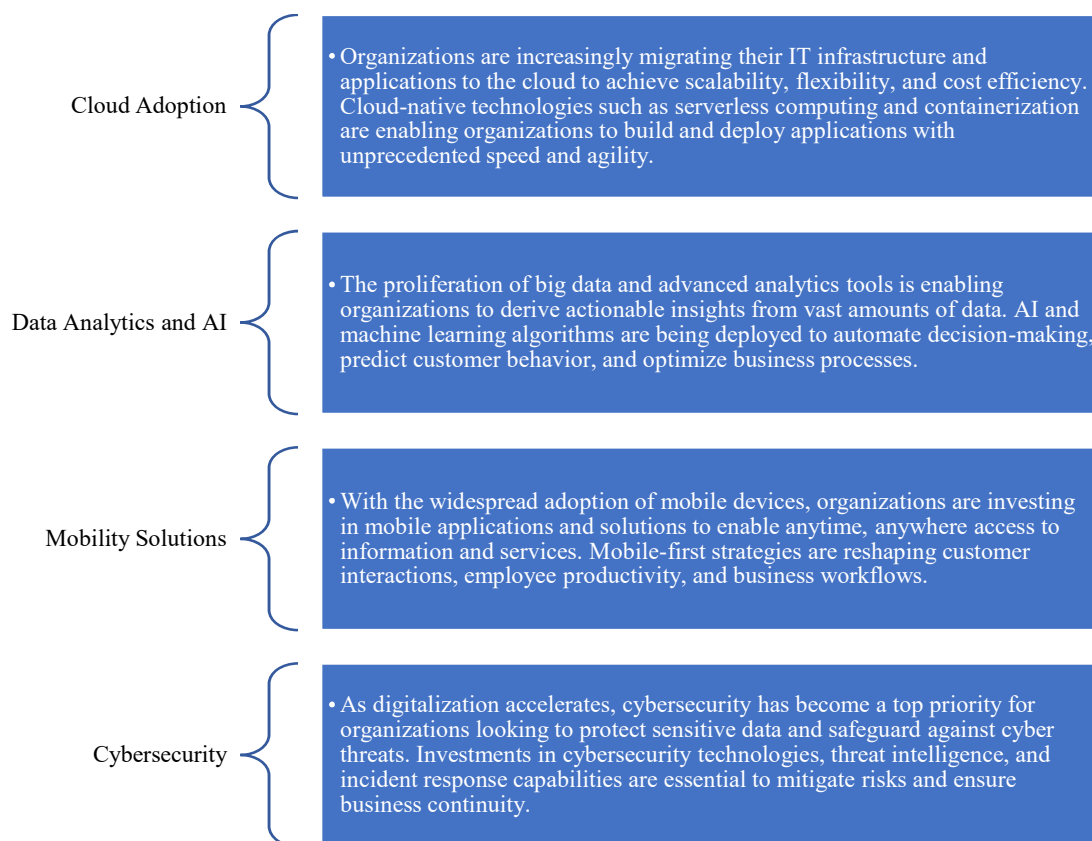 Cloud Adoption
• Organizations are increasingly migrating their IT infrastructure and
applications to the cloud to achieve scalability, flexibility, and cost efficiency.
Cloud-native technologies such as serverless computing and containerization
are enabling organizations to build and deploy applications with
unprecedented speed and agility.
Data Analytics and AI
• The proliferation of big data and advanced analytics tools is enabling
organizations to derive actionable insights from vast amounts of data. AI and
machine learning algorithms are being deployed to automate decision-making,
predict customer behavior, and optimize business processes.
Mobility Solutions
• With the widespread adoption of mobile devices, organizations are investing
in mobile applications and solutions to enable anytime, anywhere access to
information and services. Mobile-first strategies are reshaping customer
interactions, employee productivity, and business workflows.
Cybersecurity
• As digitalization accelerates, cybersecurity has become a top priority for
organizations looking to protect sensitive data and safeguard against cyber
threats. Investments in cybersecurity technologies, threat intelligence, and
incident response capabilities are essential to mitigate risks and ensure
business continuity.